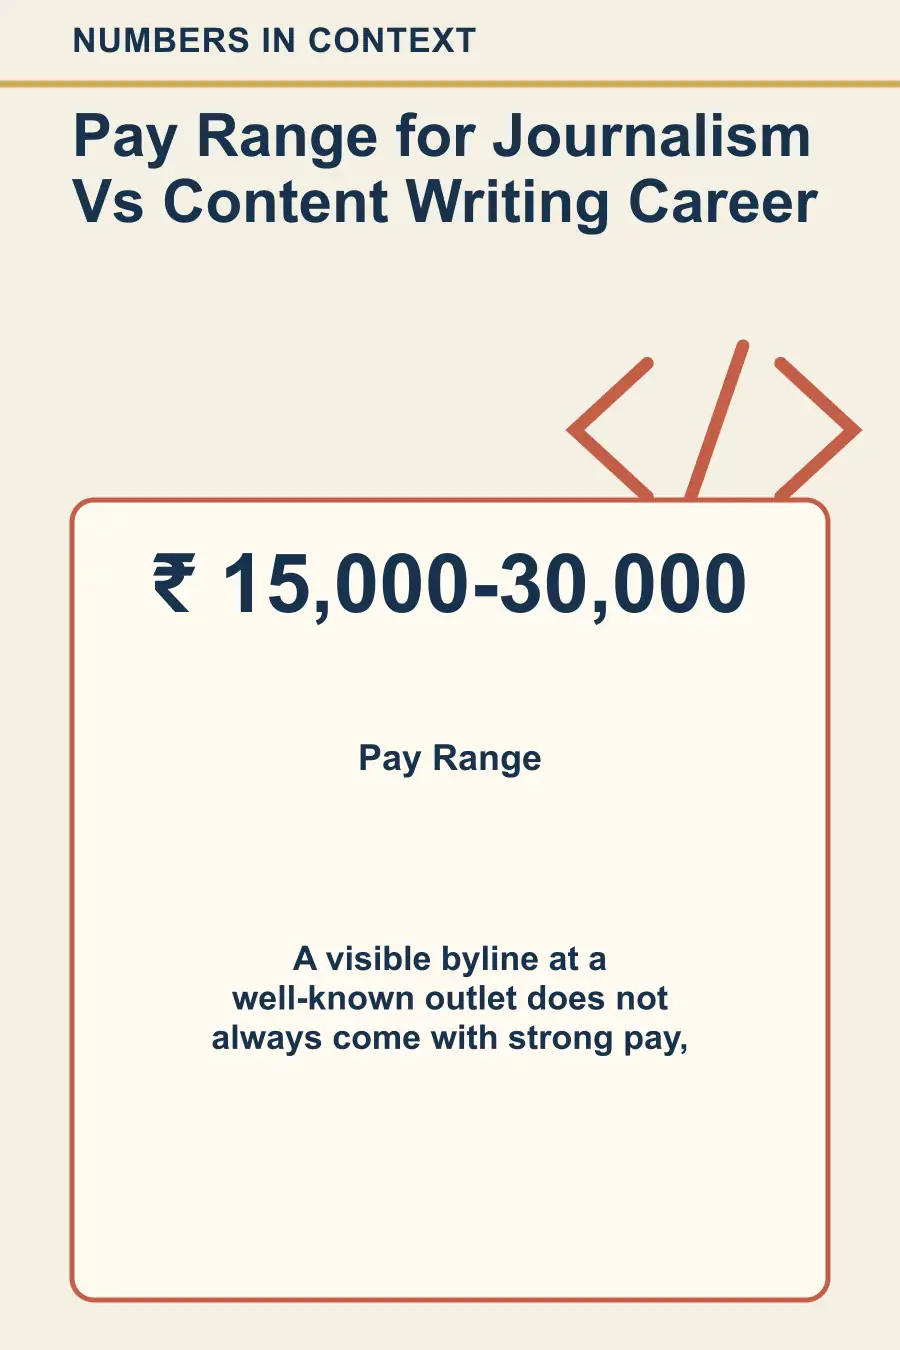 NUMBERS IN CONTEXT
Pay Range for Journalism
Vs Content Writing Career
</>
₹ 15,000-30,000
Pay Range
A visible byline at a
well-known outlet does not
always come with strong pay,